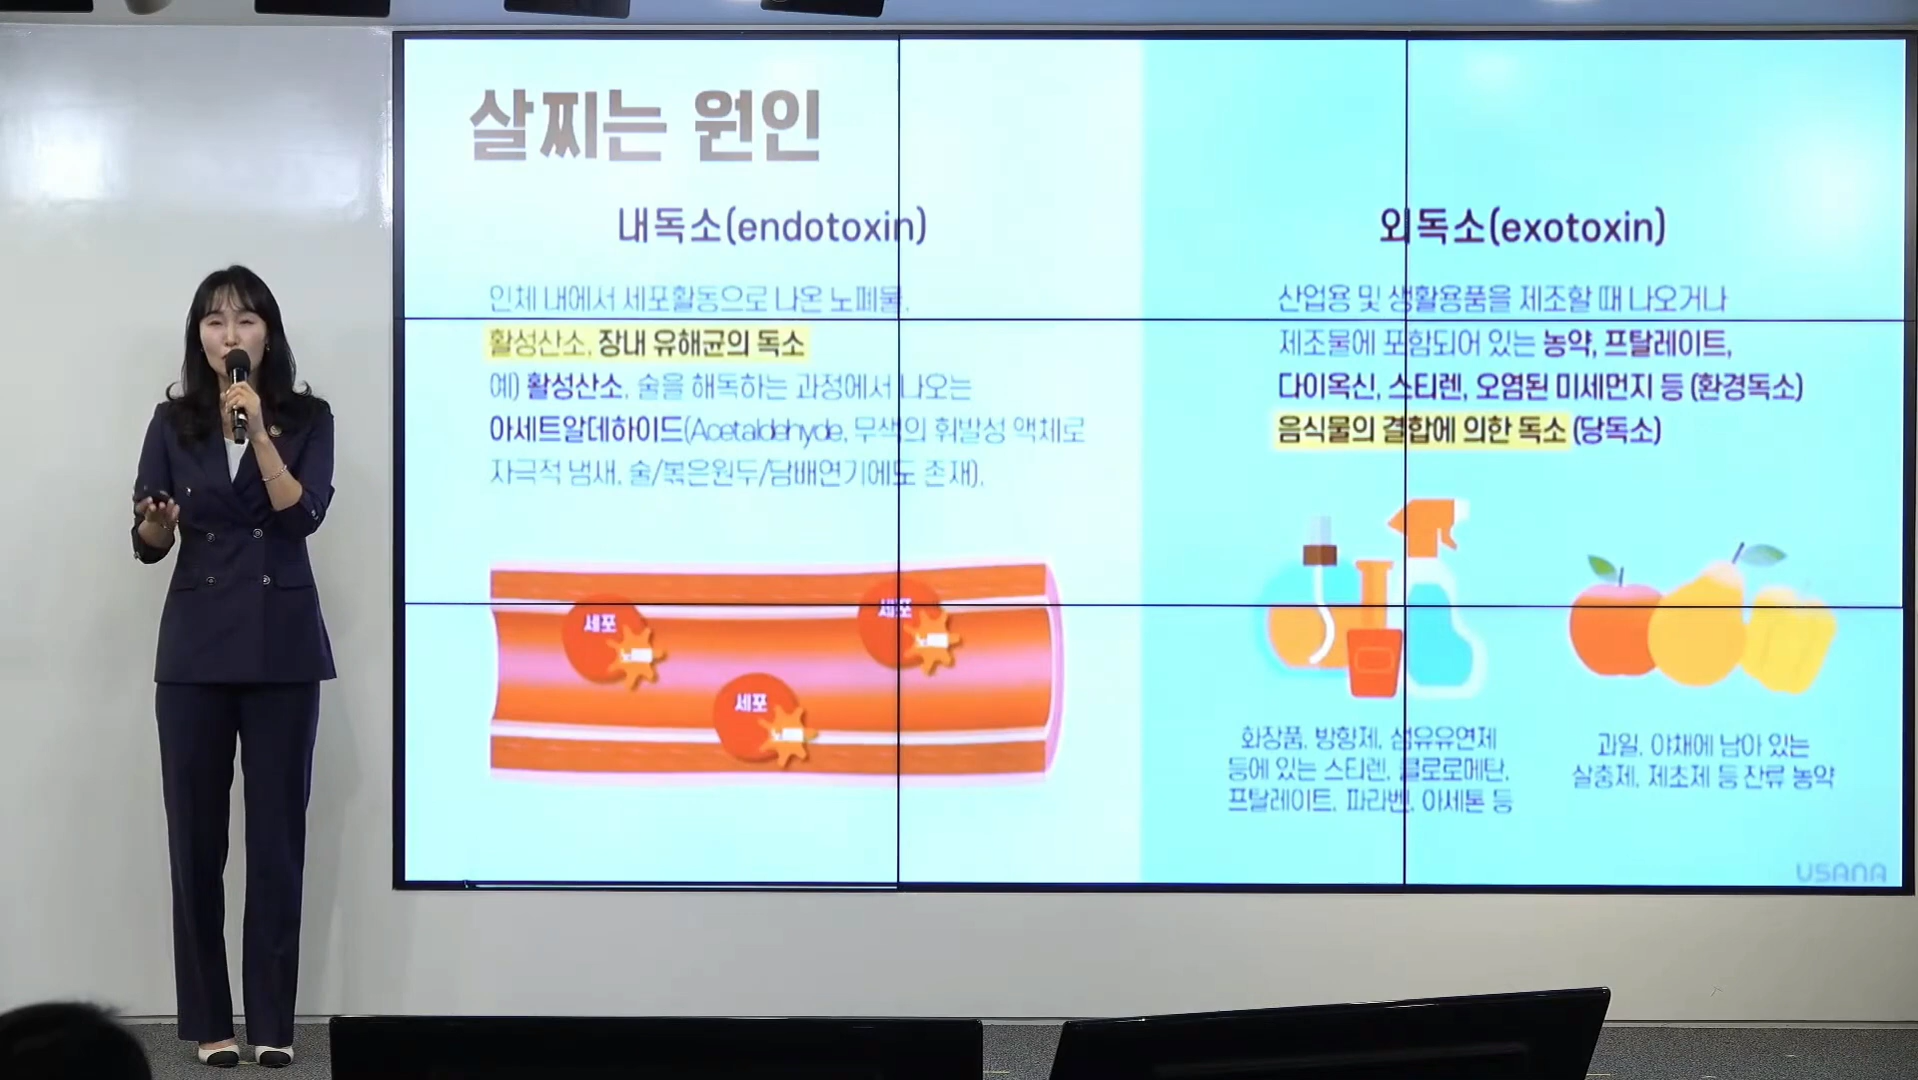 살찌는 원인
내독소(endotoxin)
인체 내에서 세포활동으로 나온 노폐물.
활성산소, 장내 유해균의 독소
예) 활성산소, 술을 해독하는 과정에서 나오는
아세트알데하이드(Acetaldehyde, 무색의 휘발성 액체로
자극적 냄새, 술/볶은원두/담배연기에도 존재).
세포
세포
세포
외독소(exotoxin)
산업용 및 생활용품을 제조할 때 나오거나
제조물에 포함되어 있는 농약, 프탈레이트,
다이옥신, 스티렌, 오염된 미세먼지 등 (환경독소)
음식물의 결합에 의한 독소 (당독소)
화장품, 방향제, 섬유유연제
등에 있는 스티렌, 클로로메탄,
프탈레이트, 파라벤, 아세톤 등
과일, 야채에 남아 있는
살충제, 제초제 등 잔류 농약
USANA